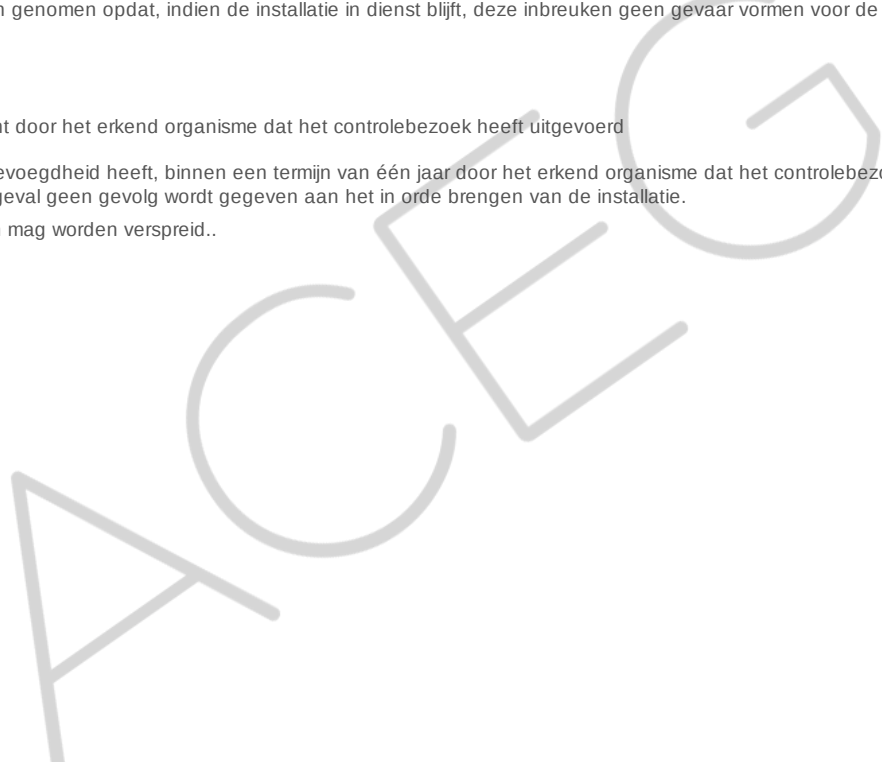 n genomen opdat, indien de installatie in dienst blijft, deze inbreuken geen gevaar vormen voor de
nt door het erkend organisme dat het controlebezoek heeft uitgevoerd
evoegdheid heeft, binnen een termijn van één jaar door het erkend organisme dat het controlebezo
geval geen gevolg wordt gegeven aan het in orde brengen van de installatie.
mag worden verspreid..
ACEG